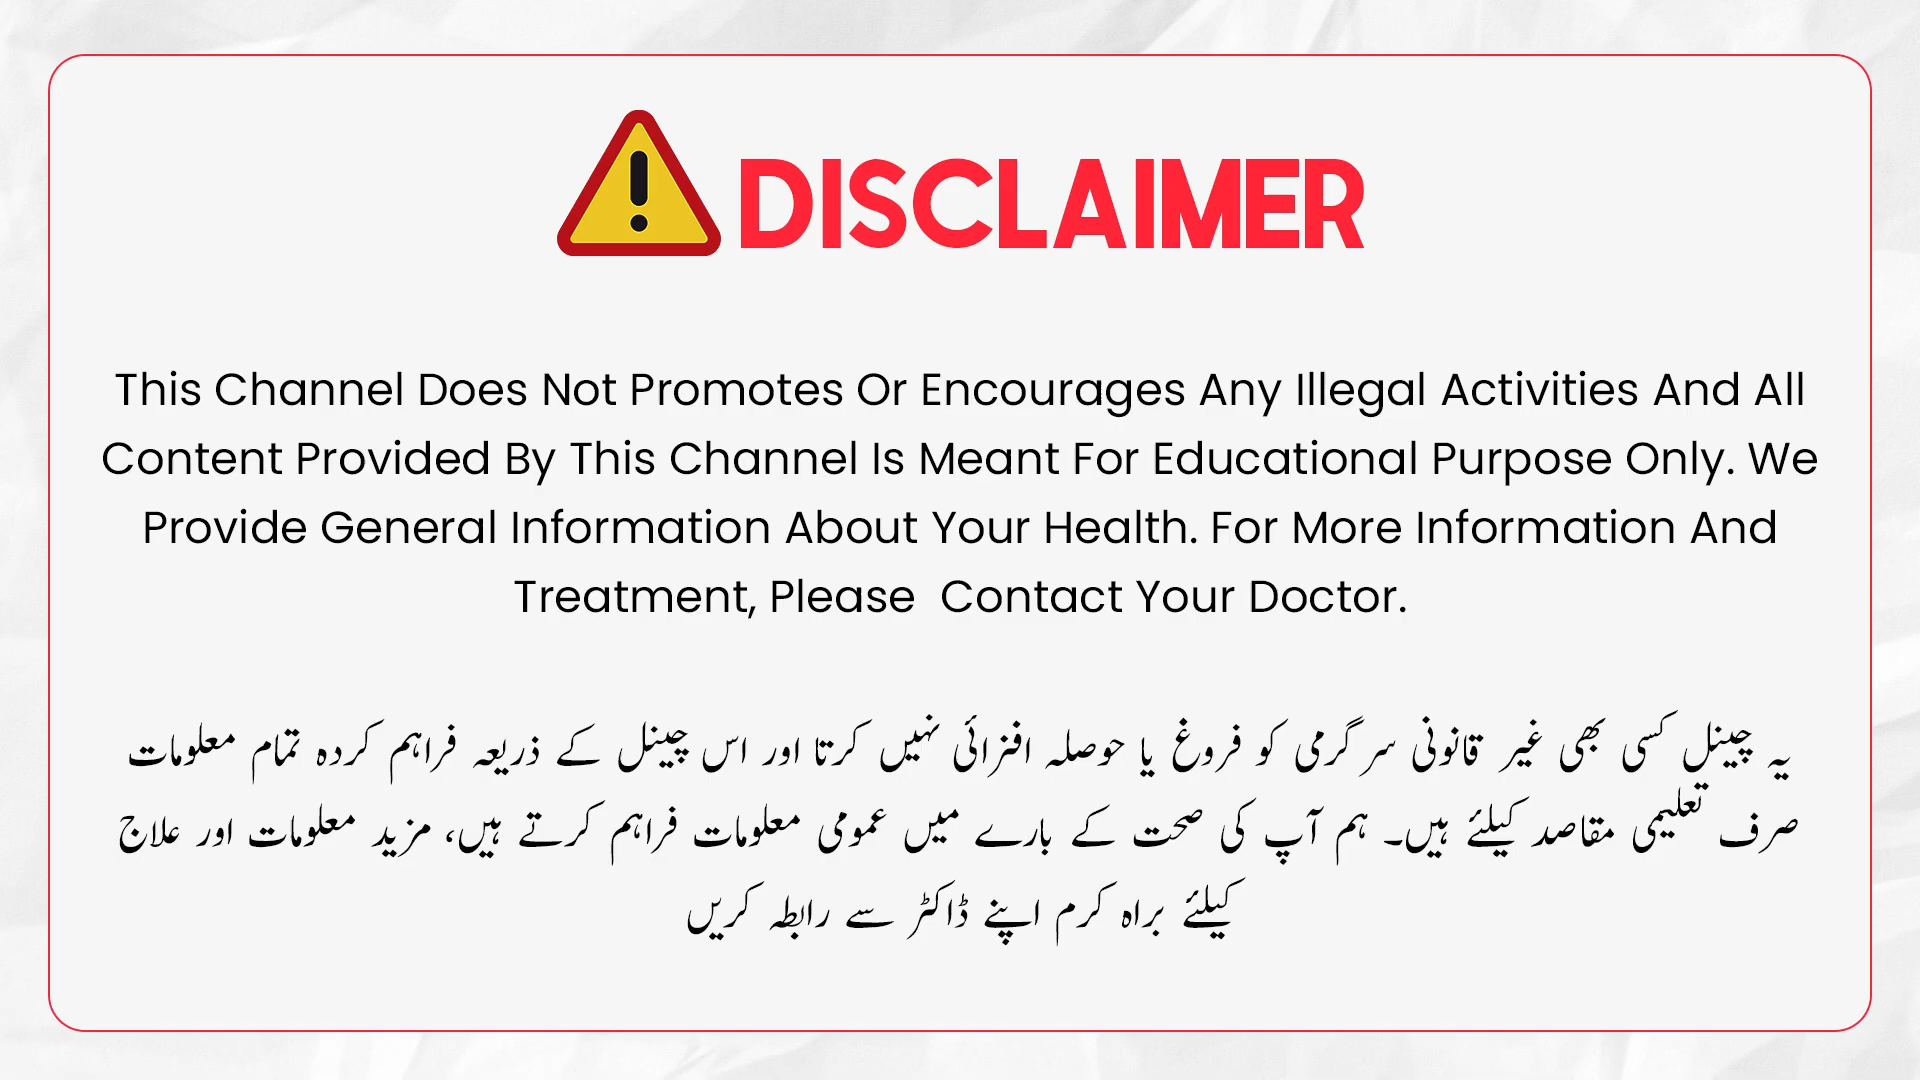 DISCLAIMER
This Channel Does Not Promotes Or Encourages Any Illegal Activities And All
Content Provided By This Channel Is Meant For Educational Purpose Only. We
Provide General Information About Your Health. For More Information And
Treatment, Please  Contact Your Doctor.
یہ چینل کسی بھی غیر قانونی سرگرمی کو فروغ یا حوصلہ افزائی نہیں کرتا اور اس چینل کے ذریعہ فراہم کردہ تمام معلومات
صرف تعلیمی مقاصد کیلئے ہیں۔ ہم آپ کی صحت کے بارے میں عمومی معلومات فراہم کرتے ہیں، مزید معلومات اور علاج
کیلئے براہ کرم اپنے ڈاکٹر سے رابطہ کریں